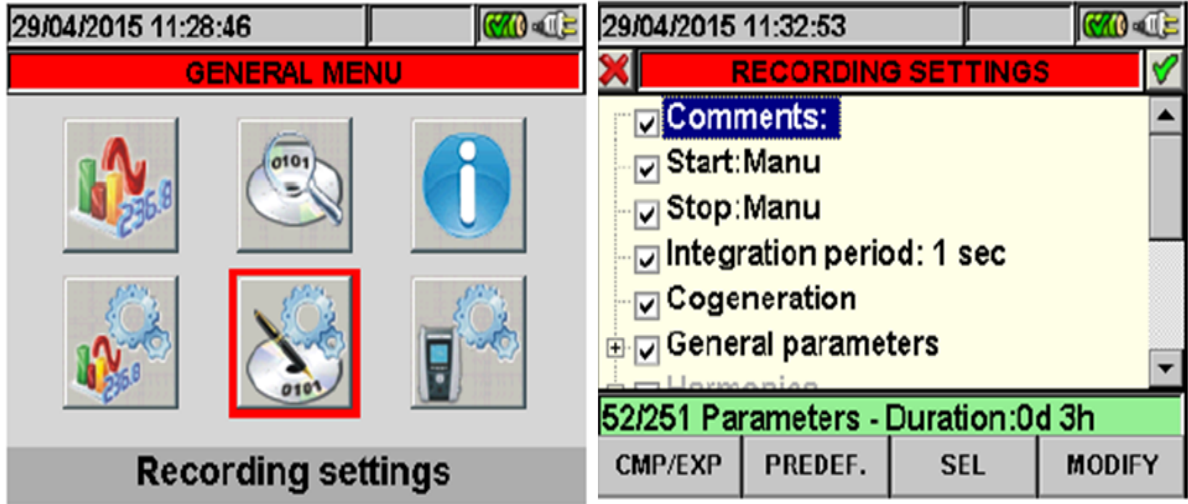 29/04/2015 11:28:46
GENERAL MENU
236.8
0101
236.8
0101
Recording settings
29/04/2015 11:32:53
RECORDING SETTINGS
Comments:
Start:Manu
Stop:Manu
Integration period: 1 sec
Cogeneration
General parameters
Harmonics
52/251 Parameters - Duration:0d 3h
CMP/EXP PREDEF. SEL MODIFY